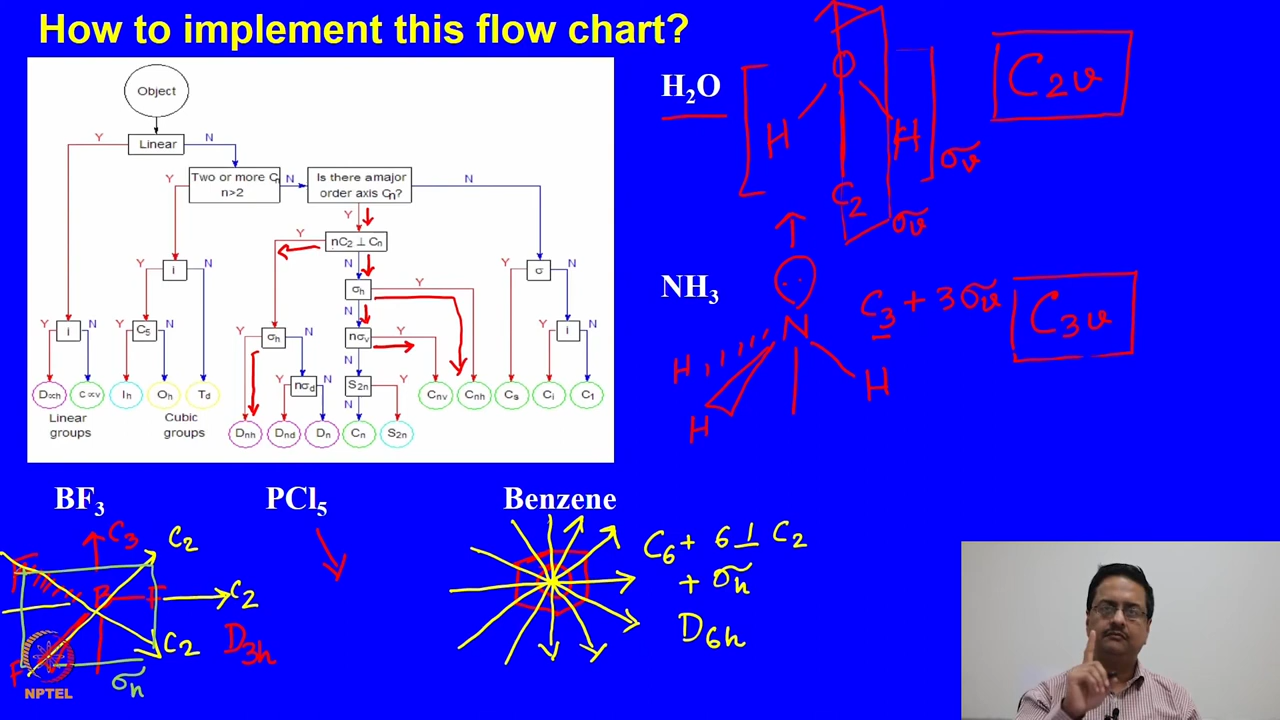 How to implement this flow chart?
Object
Y Linear N
Two or more Cn n>2
N
Is there a major order axis Cn?
N
Y
Y
Y
nC2 ⊥ Cn
N
Y i N
σh
Y
Y σ N
N
Y i N
Y C5 N
Y σh N
nσv
Y
Y i N
N
Y nσd N
S2n
Y
N
D∞h C∞v Ih Oh Td
Cnv Cnh Cs Ci C1
Linear groups
Cubic groups
Dnh Dnd Dn Cn S2n
H2O
O
H H
C2
σv
σv
C2v
NH3
N
H
H
H
C3 + 3σv
C3v
BF3
C3
C2
F
B F
C2
C2
F
σh
D3h
PCl5
Benzene
C6 + 6⊥ C2
+ σh
D6h
NPTEL